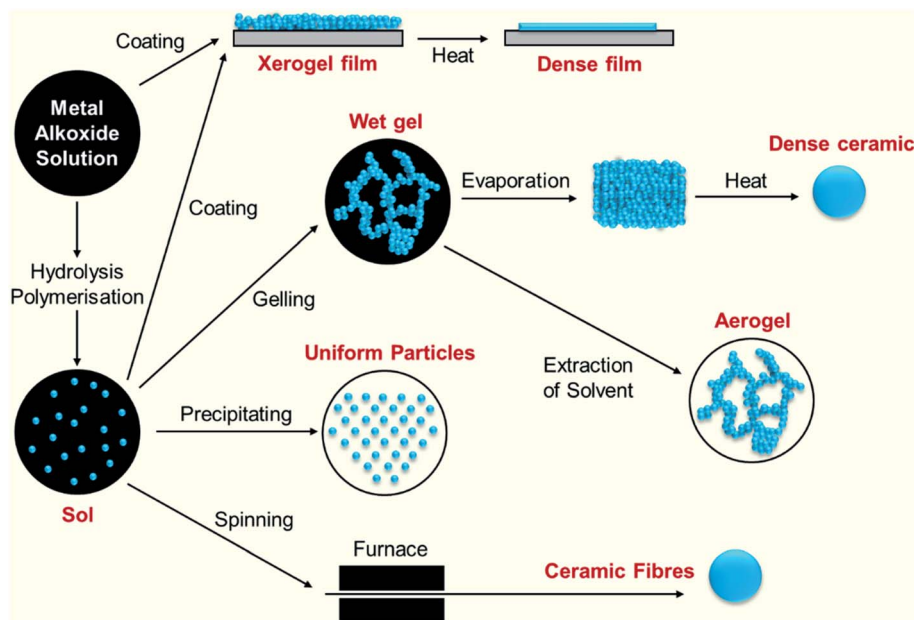 Coating
Xerogel film
Heat
Dense film
Metal
Alkoxide
Solution
Wet gel
Dense ceramic
Evaporation
Heat
Coating
Hydrolysis
Polymerisation
Gelling
Aerogel
Uniform Particles
Extraction
of Solvent
Precipitating
Sol
Spinning
Furnace
Ceramic Fibres